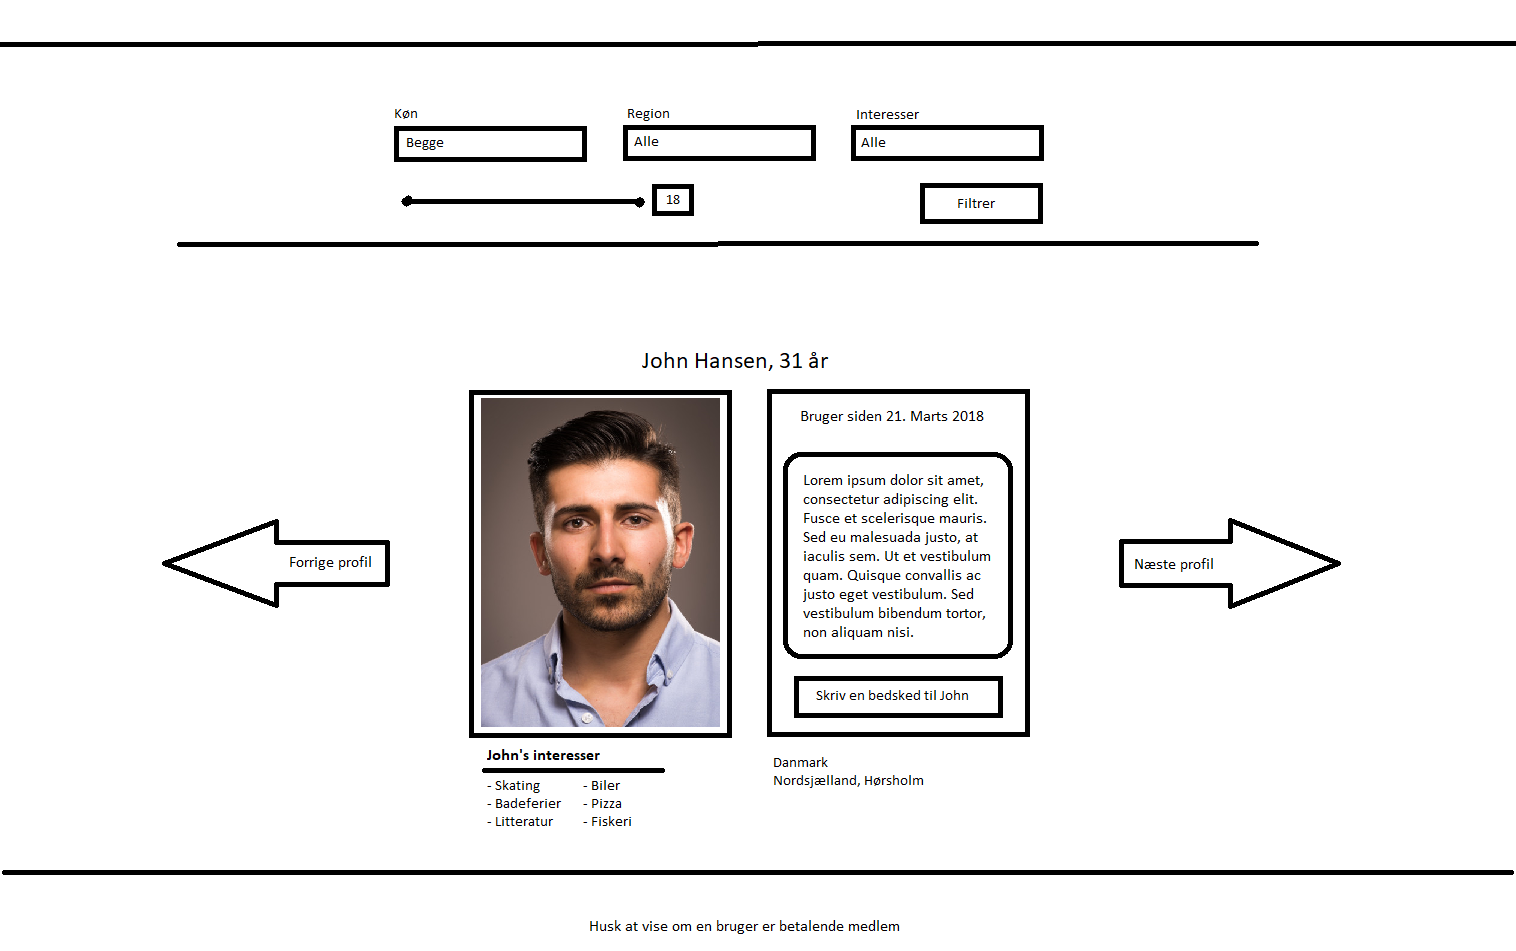 Køn
Region
Interesser
Begge
Alle
Alle
18
Filtrer
John Hansen, 31 år
Bruger siden 21. Marts 2018
Lorem ipsum dolor sit amet,
consectetur adipiscing elit.
Fusce et scelerisque mauris.
Sed eu malesuada justo, at
iaculis sem. Ut et vestibulum
quam. Quisque convallis ac
justo eget vestibulum. Sed
vestibulum bibendum tortor,
non aliquam nisi.
Skriv en bedsked til John
Forrige profil
Næste profil
John's interesser
- Skating
- Badeferier
- Litteratur
- Biler
- Pizza
- Fiskeri
Danmark
Nordsjælland, Hørsholm
Husk at vise om en bruger er betalende medlem